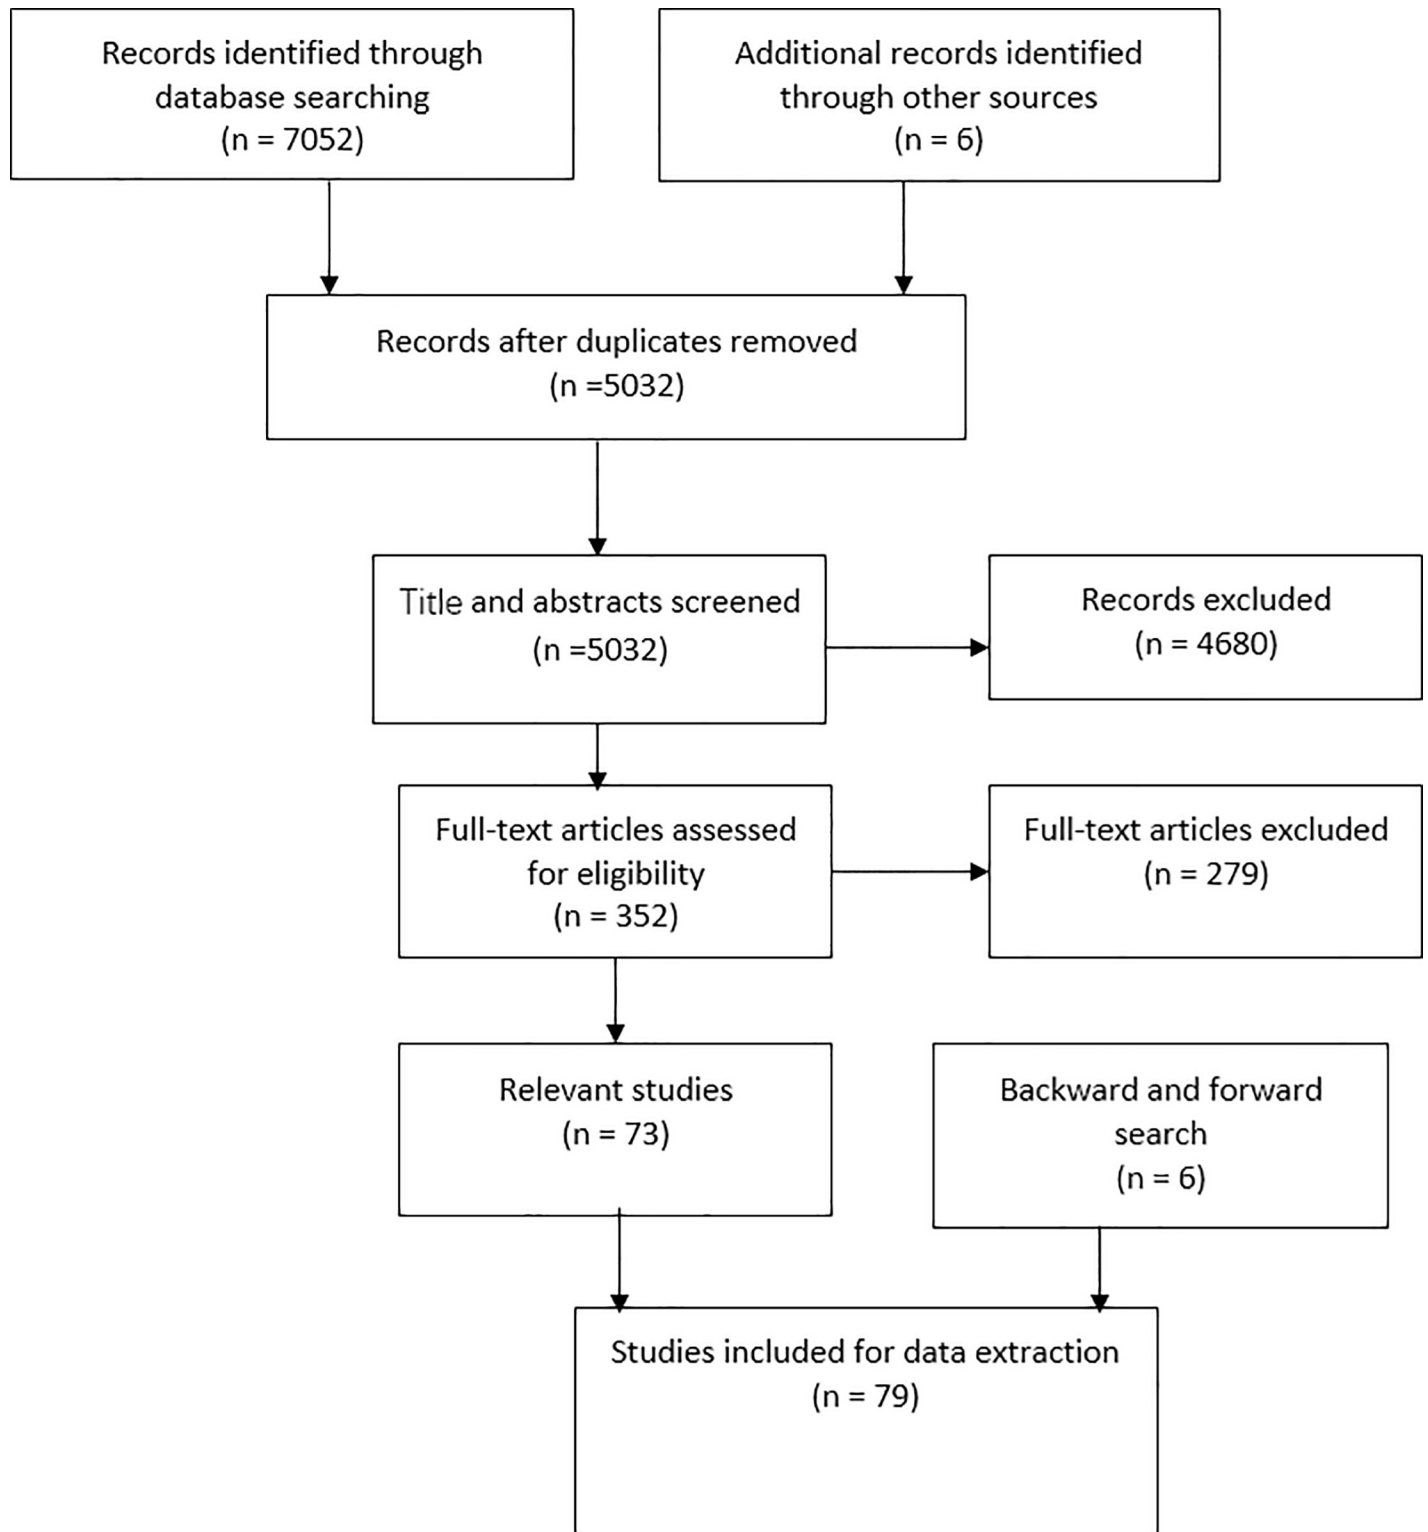 Records identified through
database searching
(n = 7052)
Additional records identified
through other sources
(n = 6)
Records after duplicates removed
(n =5032)
Title and abstracts screened
(n =5032)
Records excluded
(n = 4680)
Full-text articles assessed
for eligibility
(n = 352)
Full-text articles excluded
(n = 279)
Relevant studies
(n = 73)
Backward and forward
search
(n = 6)
Studies included for data extraction
(n = 79)